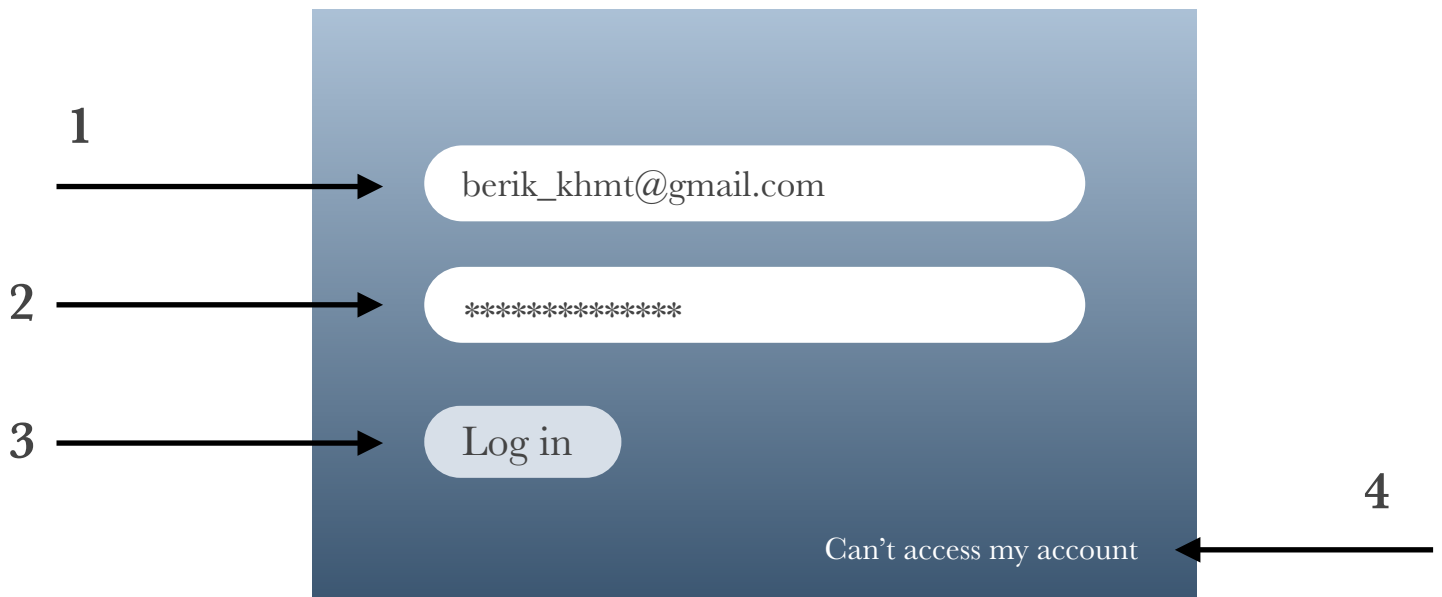 1
berik_khmt@gmail.com
2
**************
3
Log in
4
Can’t access my account